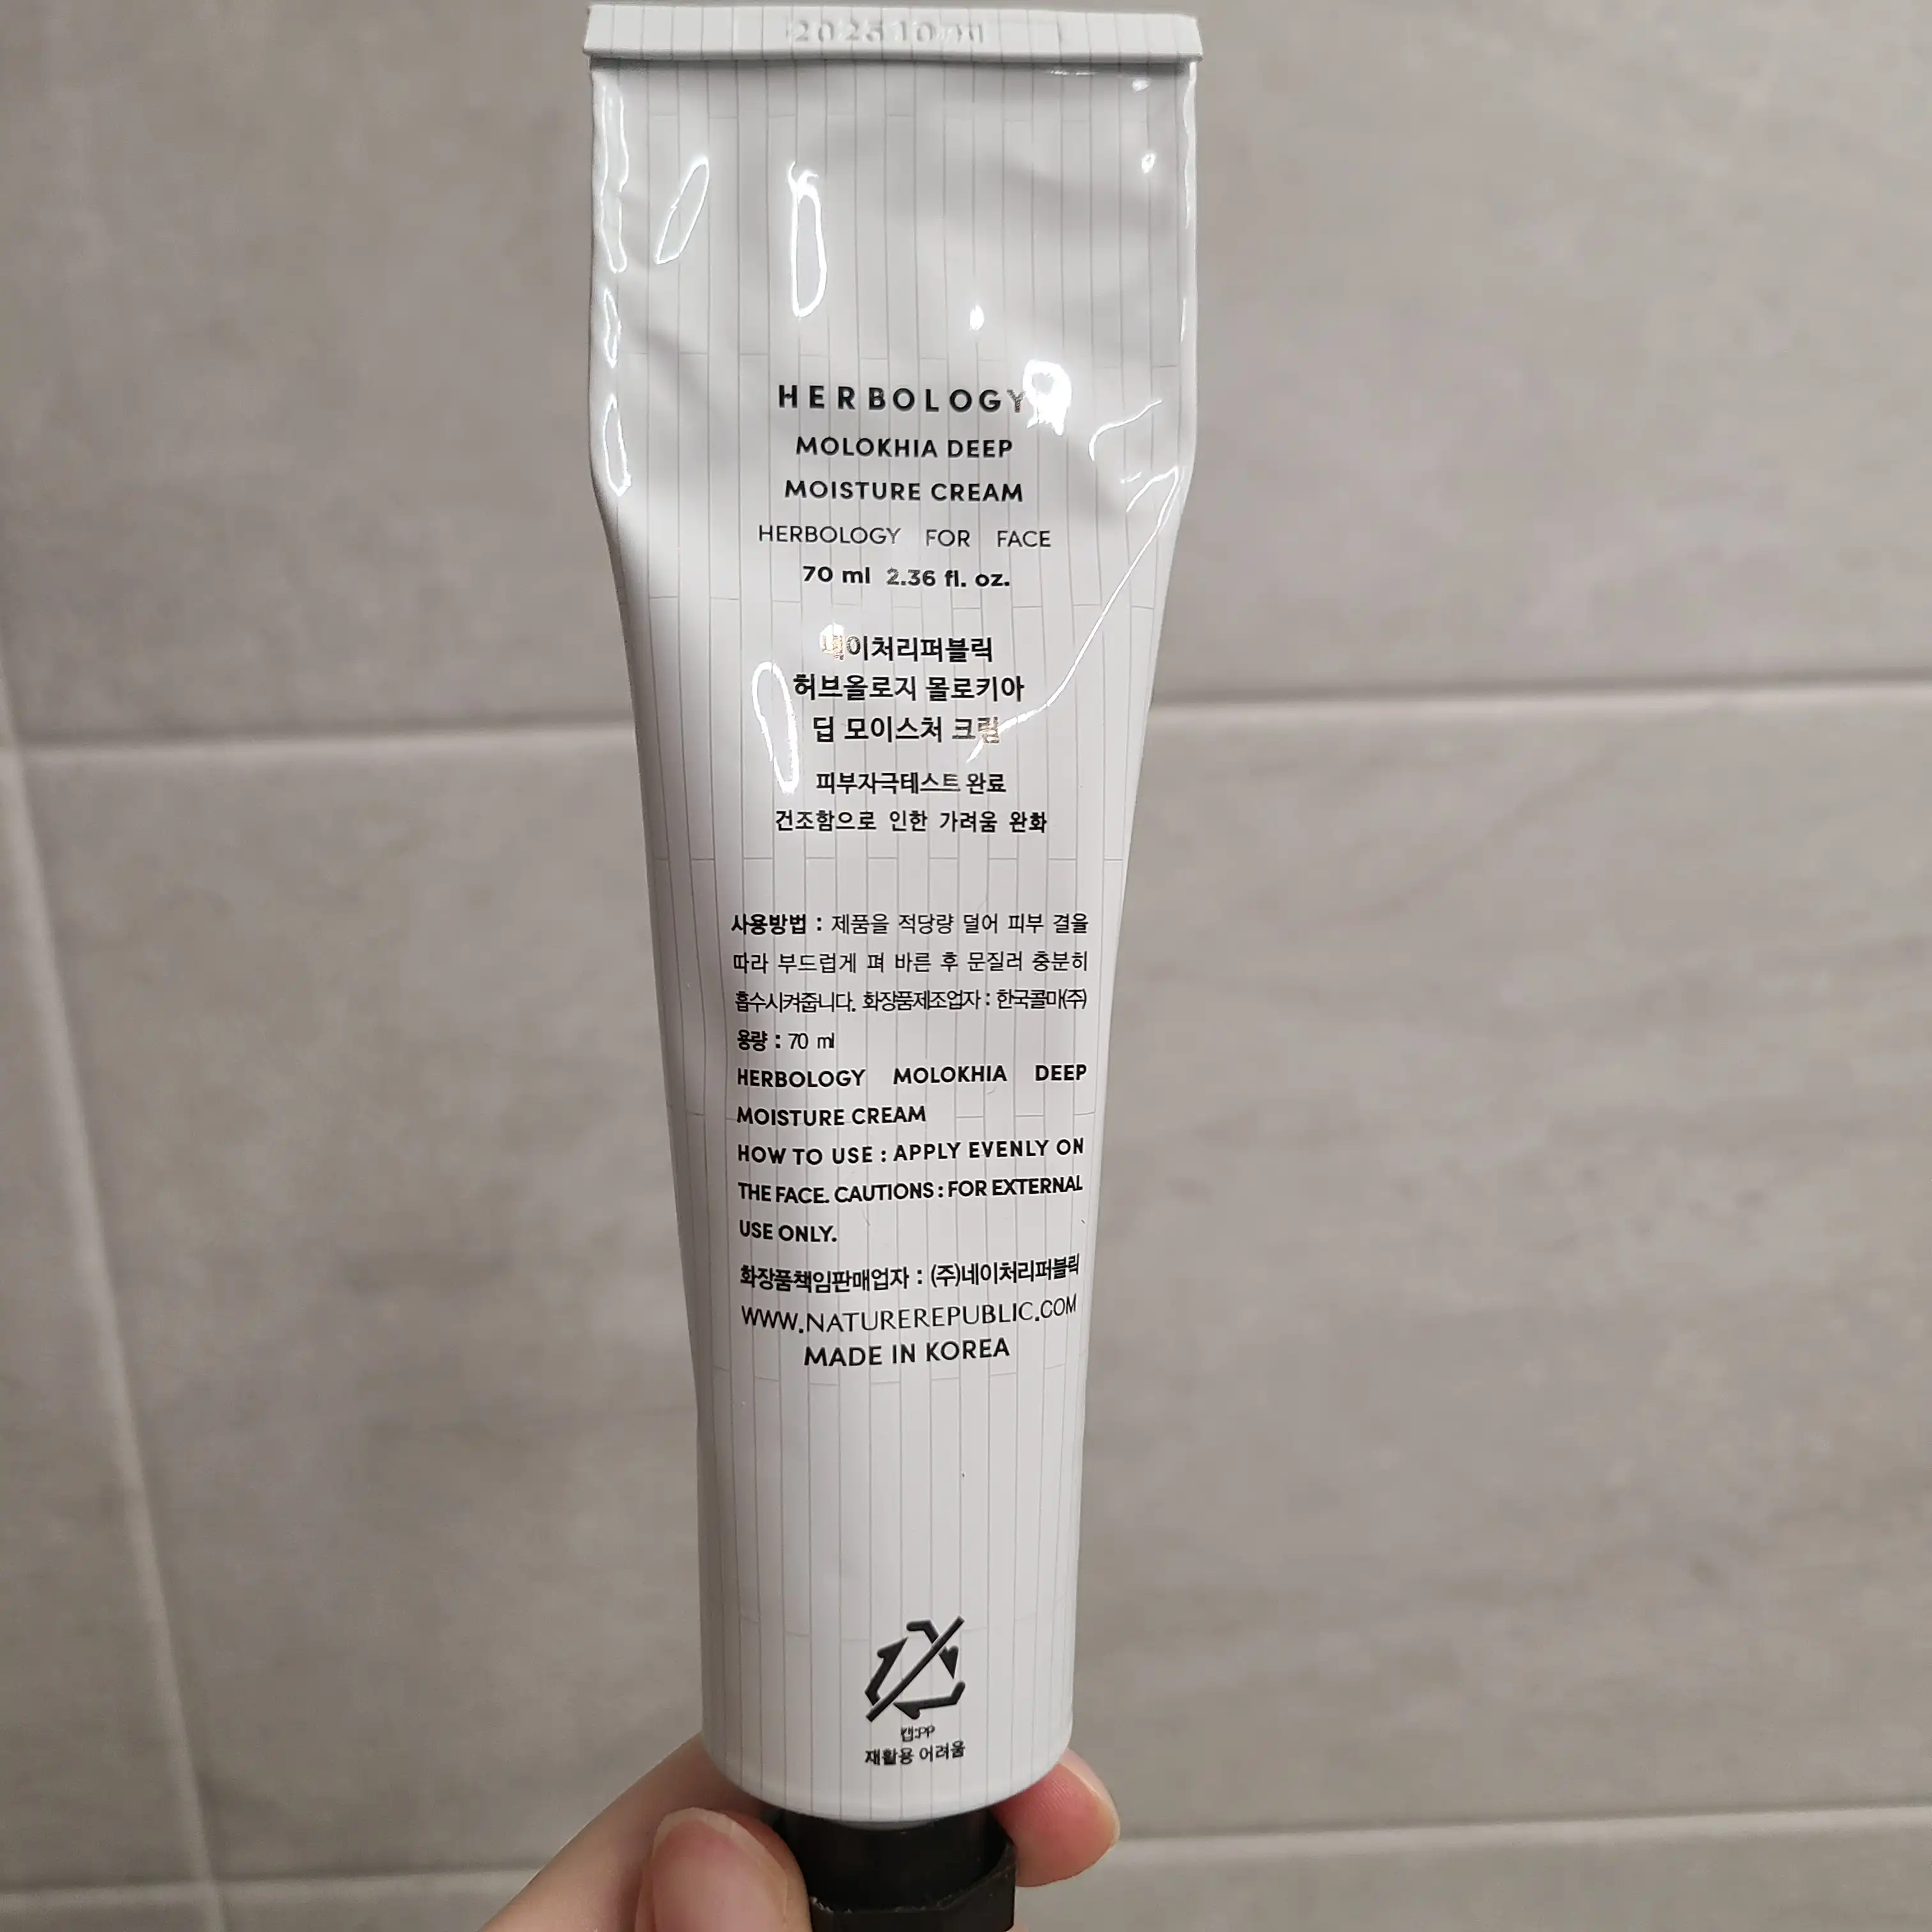 HERBOLOGY
MOLOKHIA DEEP
MOISTURE CREAM
HERBOLOGY FOR FACE
70 ml 2.36 fl. oz.
네이처리퍼블릭
허브올로지 몰로키아
딥 모이스처 크림
피부자극테스트 완료
건조함으로 인한 가려움 완화
사용방법 : 제품을 적당량 덜어 피부 결을
따라 부드럽게 펴 바른 후 문질러 충분히
흡수시켜줍니다. 화장품제조업자 : 한국콜마(주)
용량 : 70 ml
HERBOLOGY MOLOKHIA DEEP
MOISTURE CREAM
HOW TO USE : APPLY EVENLY ON
THE FACE. CAUTIONS : FOR EXTERNAL
USE ONLY.
화장품책임판매업자 : (주)네이처리퍼블릭
WWW.NATUREREPUBLIC.COM
MADE IN KOREA
캡:PP
재활용 어려움